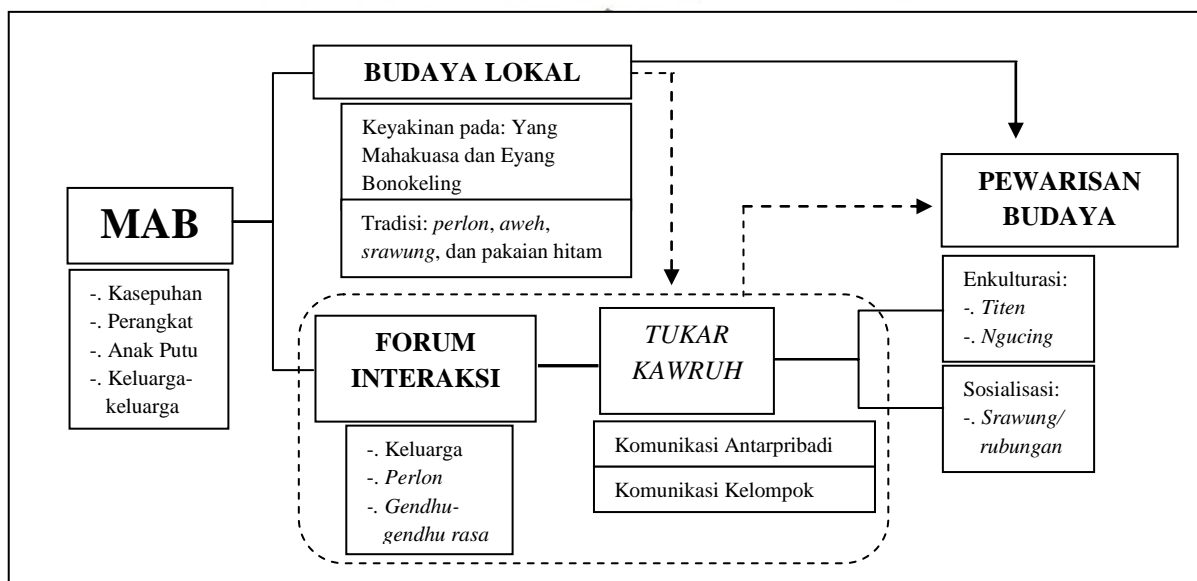 BUDAYA LOKAL
Keyakinan pada: Yang
Mahakuasa dan Eyang
Bonokeling
Tradisi: perlon, aweh,
srawung, dan pakaian hitam
MAB
-. Kasepuhan
-. Perangkat
-. Anak Putu
-. Keluarga-
keluarga
FORUM
INTERAKSI
-. Keluarga
-. Perlon
-. Gendhu-
gendhu rasa
TUKAR
KAWRUH
Komunikasi Antarpribadi
Komunikasi Kelompok
PEWARISAN
BUDAYA
Enkulturasi:
-. Titen
-. Ngucing
Sosialisasi:
-. Srawung/
rubungan